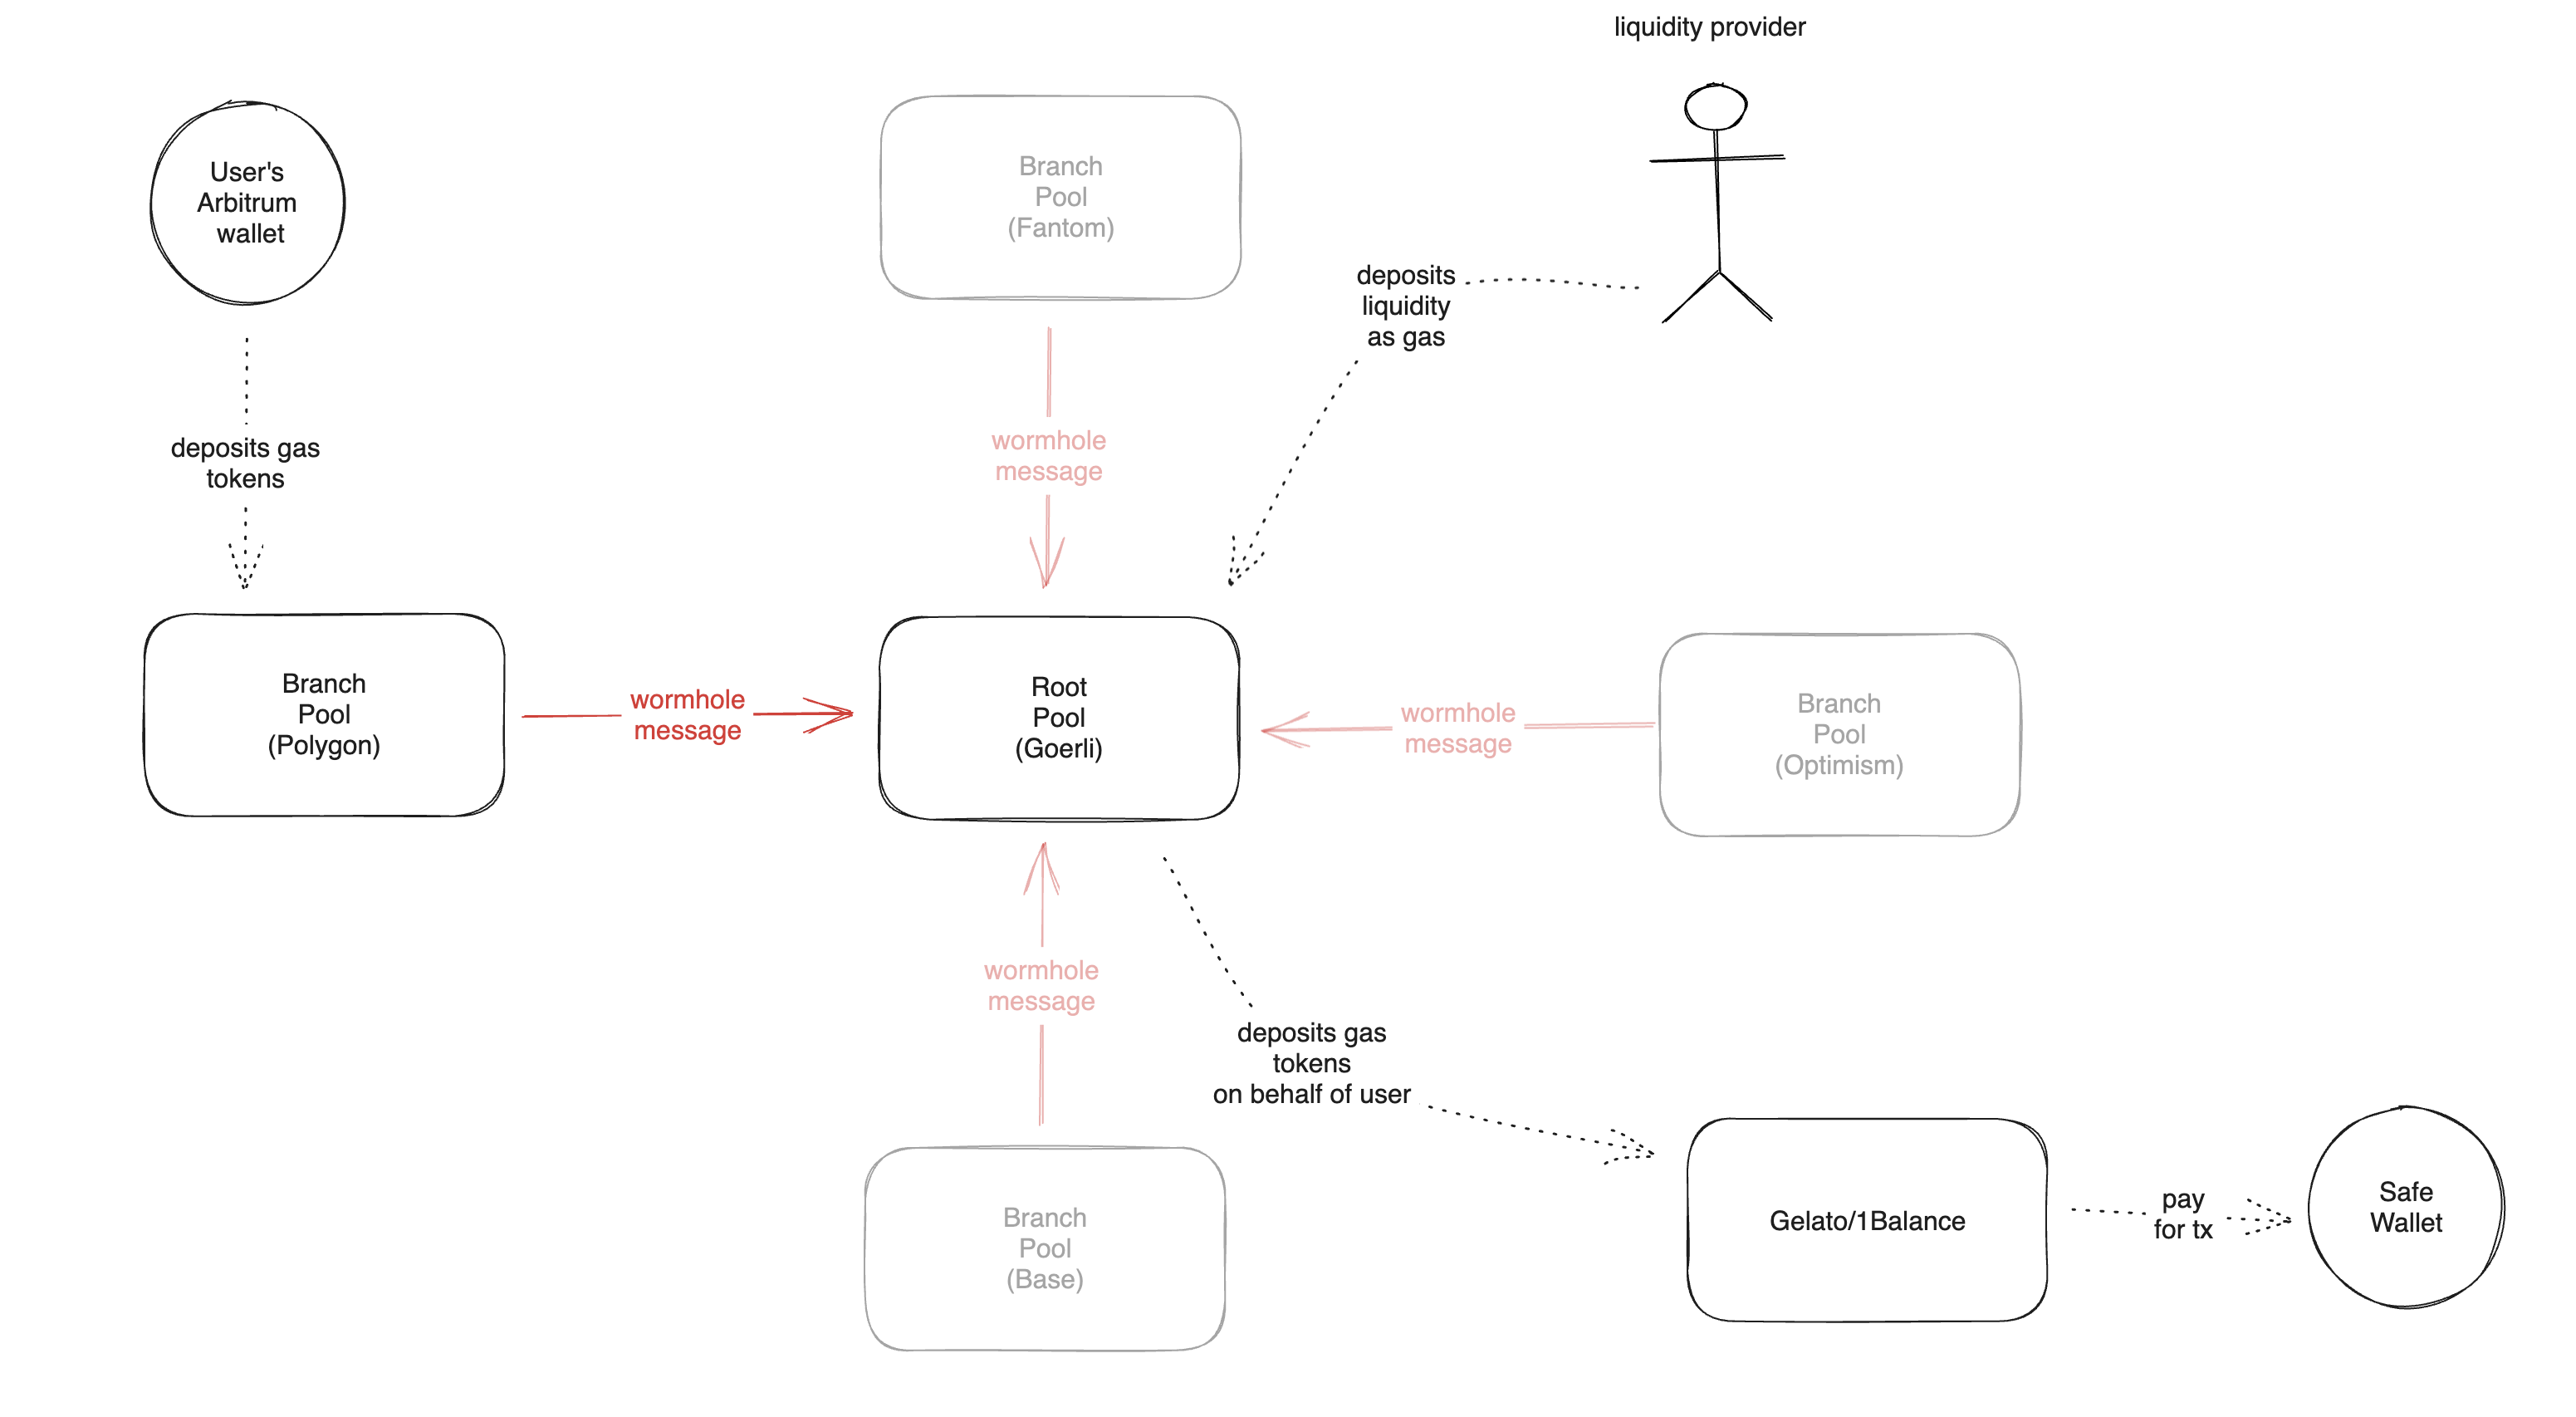 liquidity provider
User's
Arbitrum
wallet
Branch
Pool
(Fantom)
deposits
liquidity
as gas
deposits gas
tokens
wormhole
message
Branch
Pool
(Polygon)
wormhole
message
Root
Pool
(Goerli)
wormhole
message
Branch
Pool
(Optimism)
wormhole
message
deposits gas
tokens
on behalf of user
Branch
Pool
(Base)
Gelato/1Balance
pay
for tx
Safe
Wallet